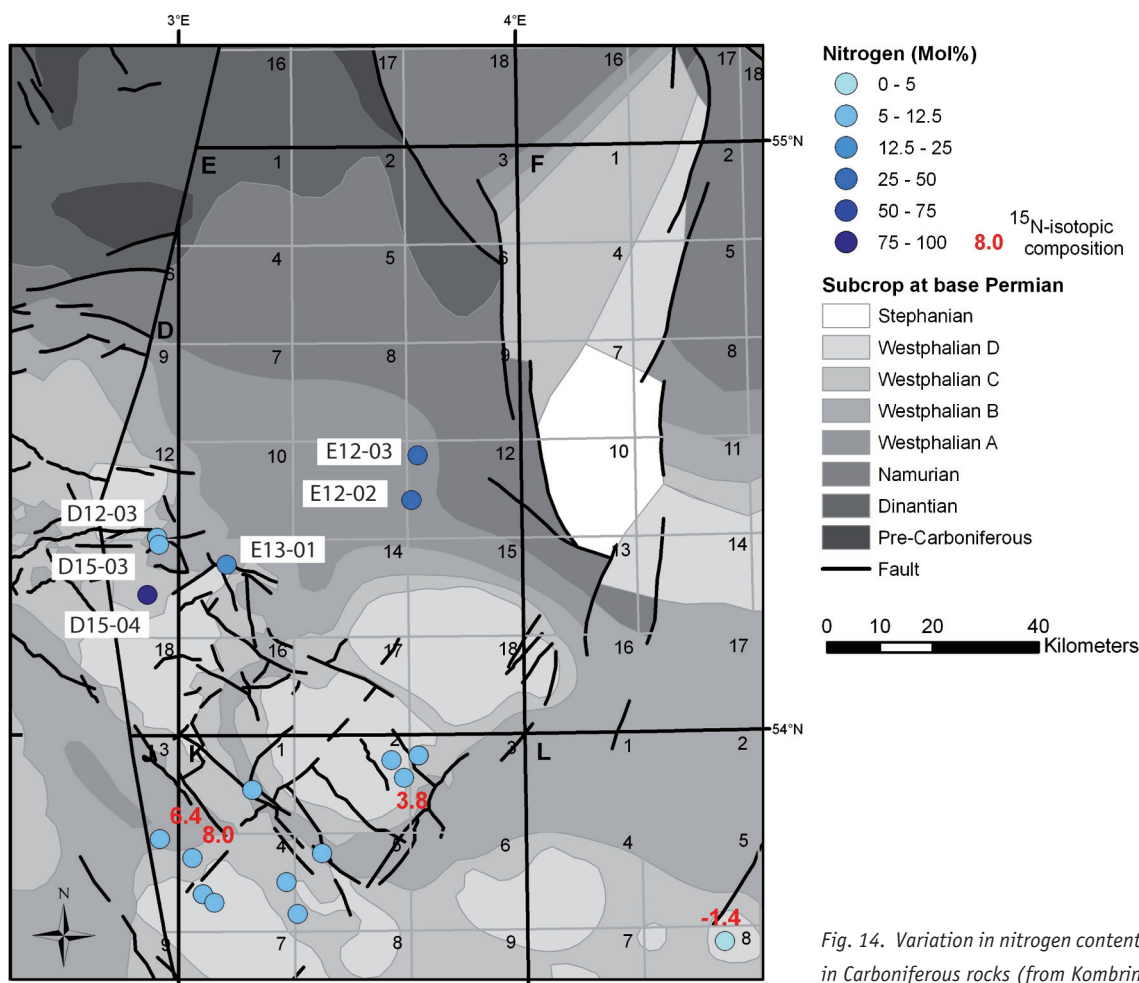 3°E 4°E
16 17 18 17 18
55°N
E 1 2 3 F 1 2
6 4 5 6 4 5
D
9 7 8 9 7 8
12 10 E12-03 12 10 11
E12-02
D12-03
E13-01 14 15 13 14
D15-03
D15-04
18 16 17 18 16 17
54°N
3 K 1 2 3 L 1 2
J
3.8
6.4
8.0
4 5 6 4 5
-1.4
9 7 8 9 7 8
N
Nitrogen (Mol%)
0 - 5
5 - 12.5
12.5 - 25
25 - 50
50 - 75
75 - 100 8.0 15N-isotopic
composition
Subcrop at base Permian
Stephanian
Westphalian D
Westphalian C
Westphalian B
Westphalian A
Namurian
Dinantian
Pre-Carboniferous
Fault
0 10 20 40
Kilometers
Fig. 14. Variation in nitrogen content
in Carboniferous rocks (from Kombrin